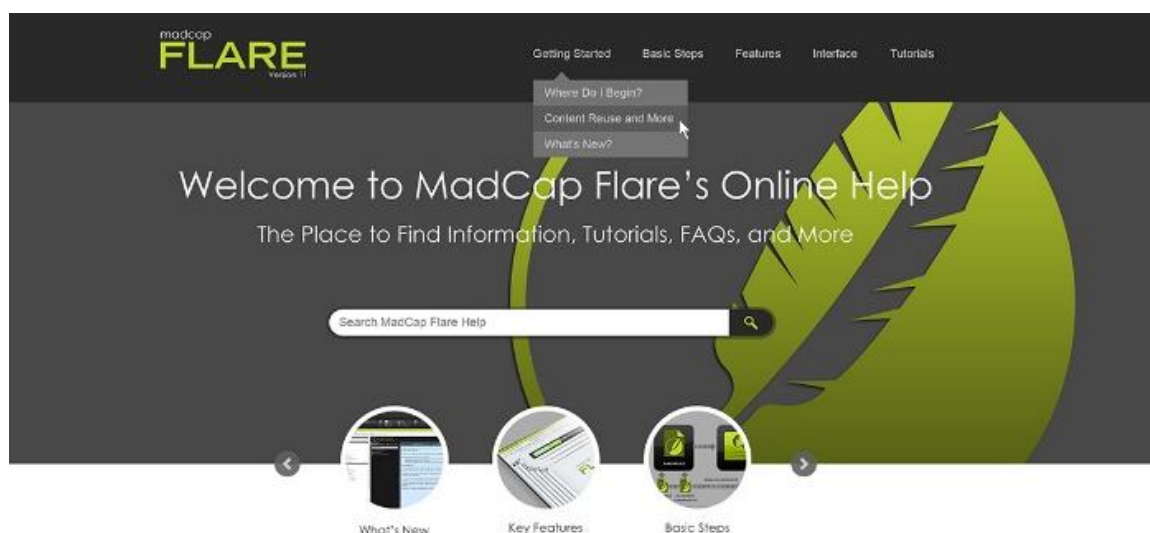 madcap
FLARE
Version 11
Getting Started Basic Steps Features Interface Tutorials
Where Do I Begin?
Content Reuse and More
What's New?
Welcome to MadCap Flare's Online Help
The Place to Find Information, Tutorials, FAQs, and More
Search MadCap Flare Help
What's New Key Features Basic Steps